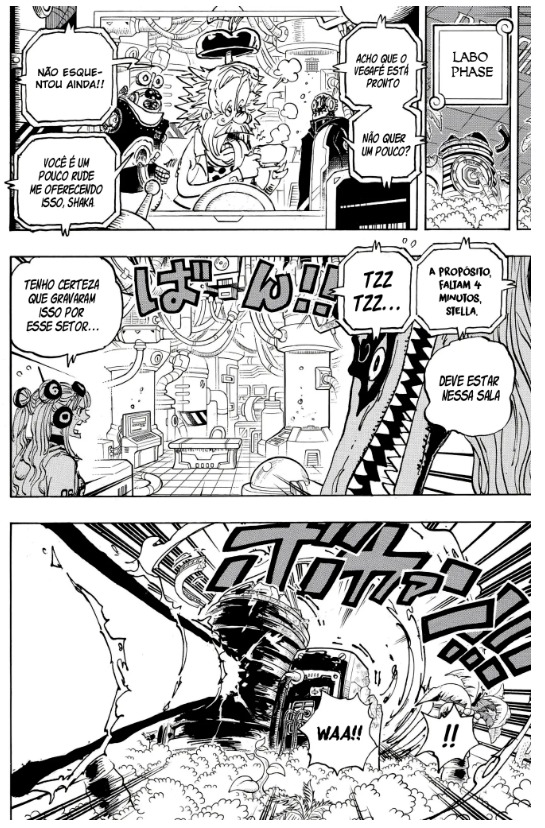 LABO
PHASE
ACHO QUE O
VEGAFÉ ESTÁ
PRONTO
NÃO QUER
UM POUCO?
NÃO ESQUE-
NTOU AINDA!!
VOCÊ É UM
POUCO RUDE
ME OFERECENDO
ISSO, SHAKA
A PROPÓSITO,
FALTAM 4
MINUTOS,
STELLA.
TZZ
TZZ...
DEVE ESTAR
NESSA SALA
ばーん!!
TENHO CERTEZA
QUE GRAVARAM
ISSO POR
ESSE SETOR...
!!
WAA!!